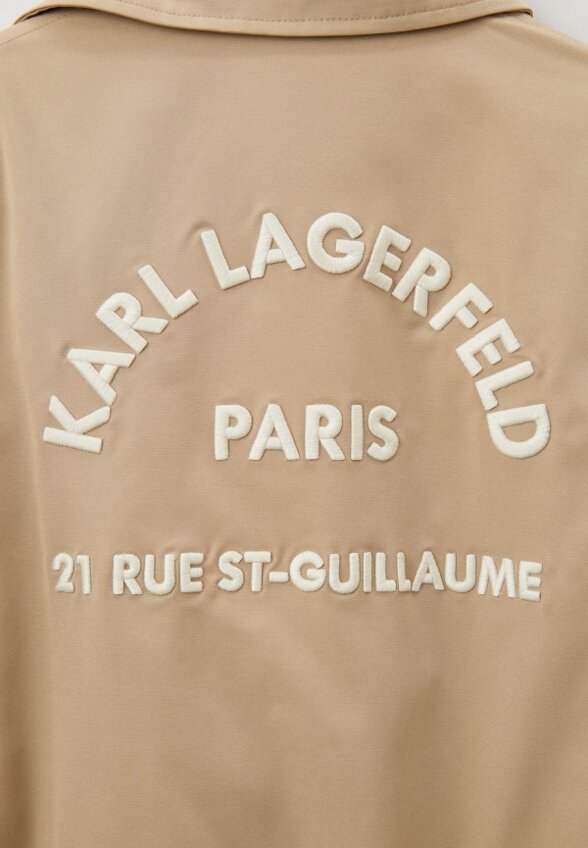 KARL LAGERFELD
PARIS
21 RUE ST-GUILLAUME